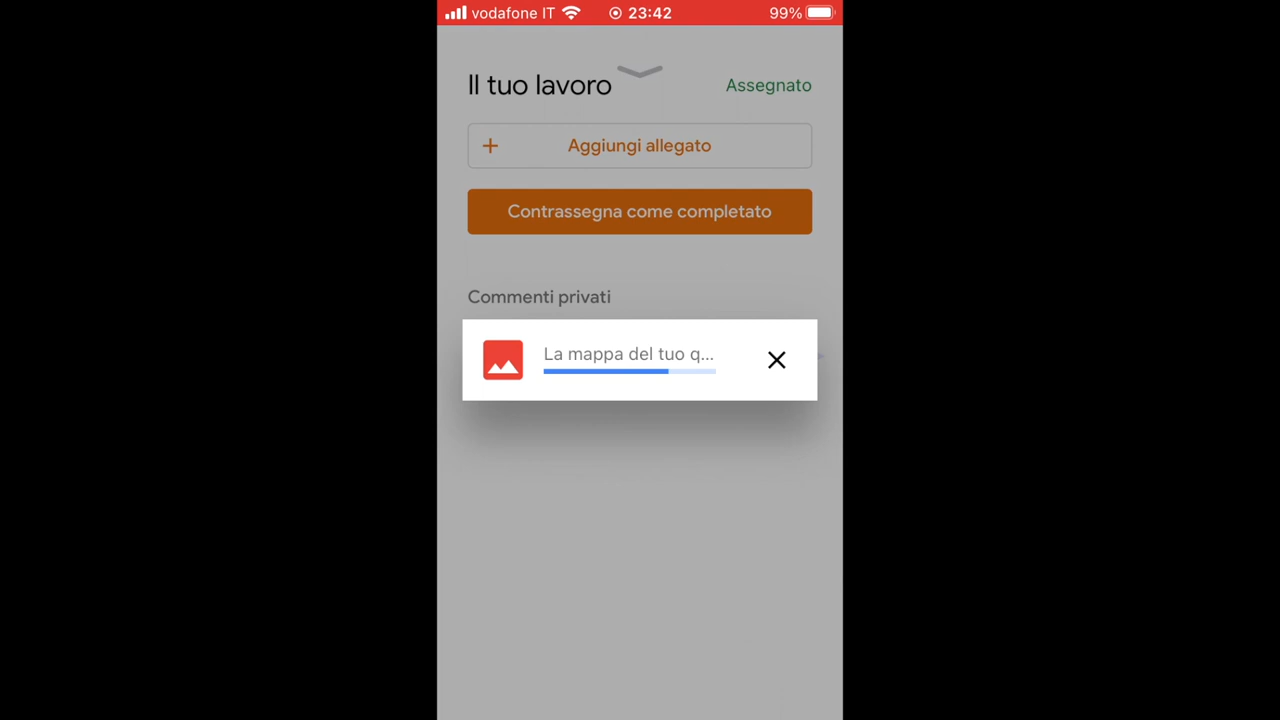 vodafone IT 23:42 99%
Il tuo lavoro Assegnato
+ Aggiungi allegato
Contrassegna come completato
Commenti privati
La mappa del tuo q...